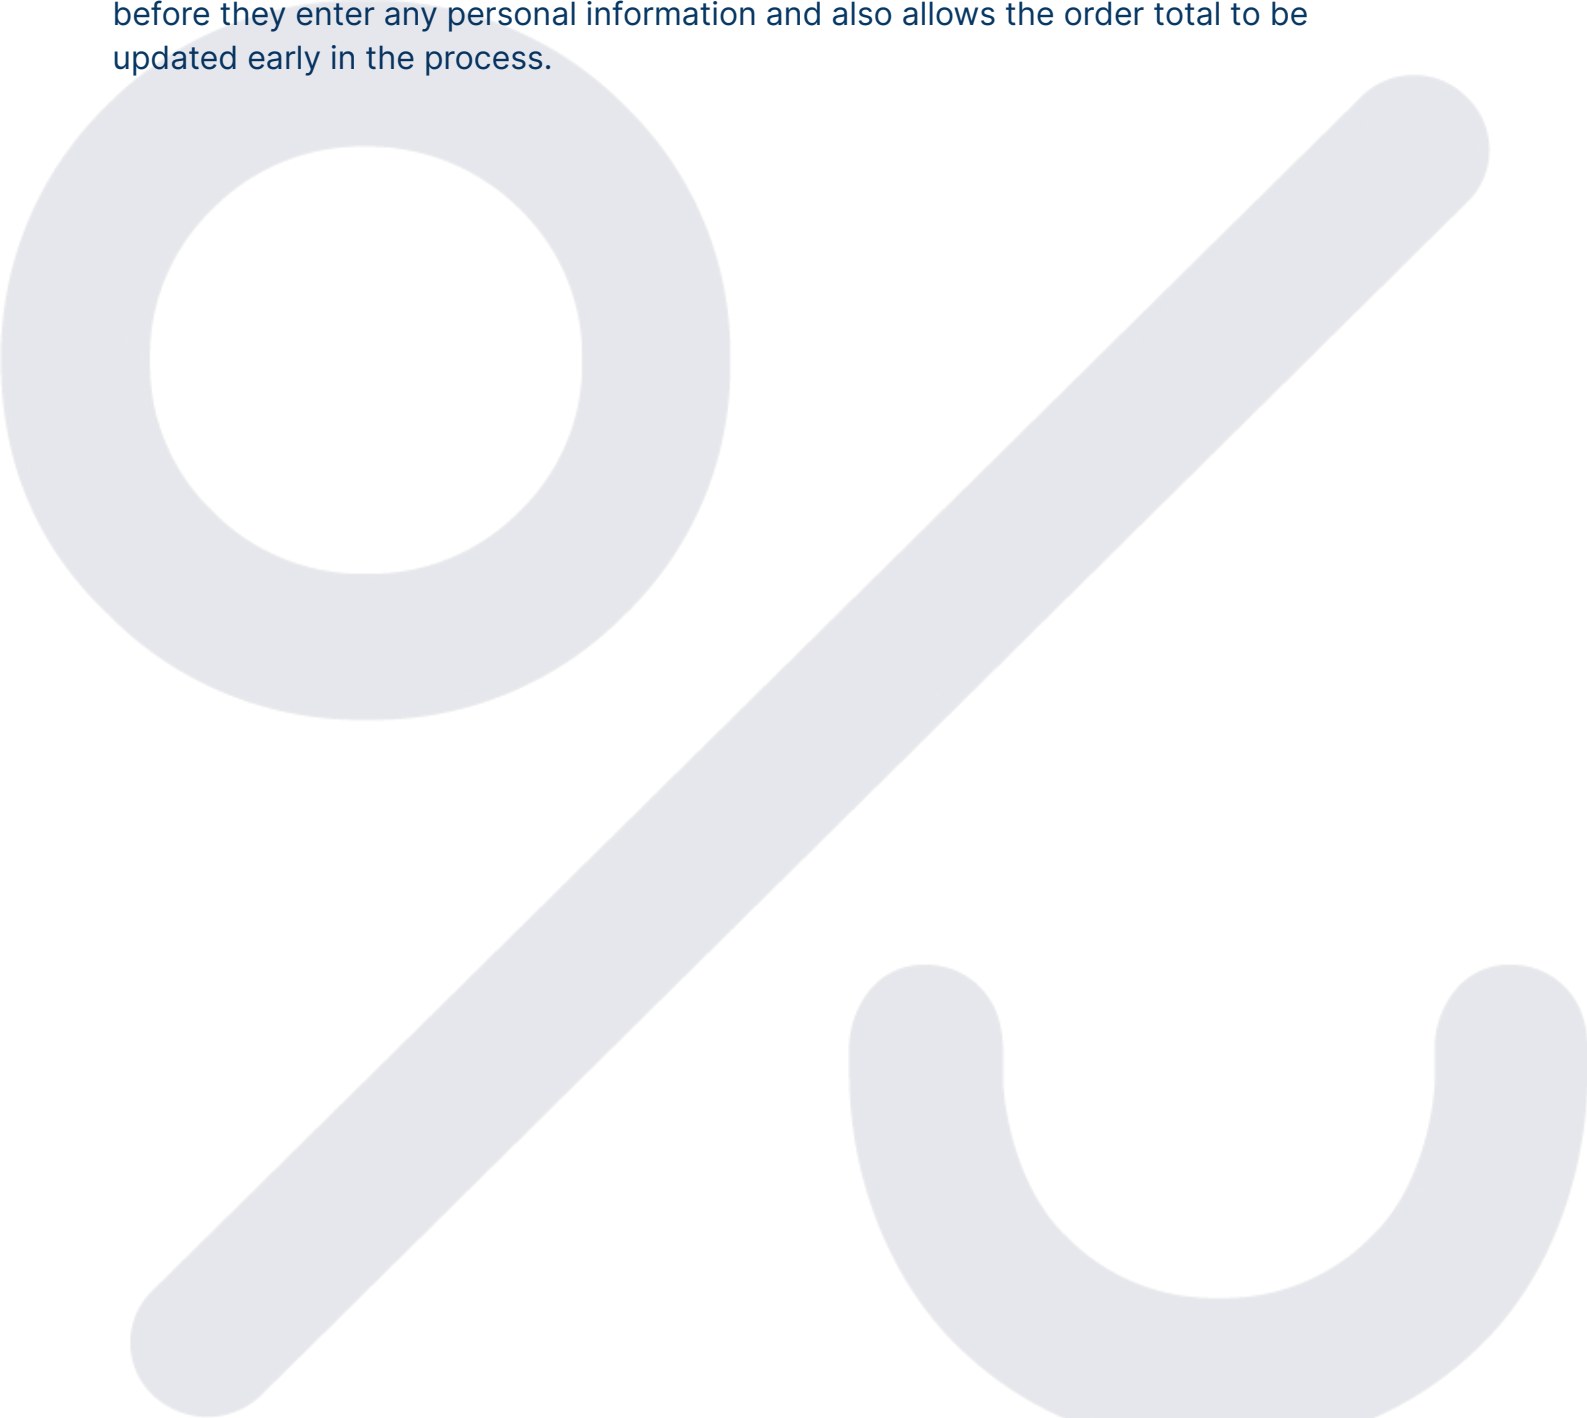 before they enter any personal information and also allows the order total to be
updated early in the process.